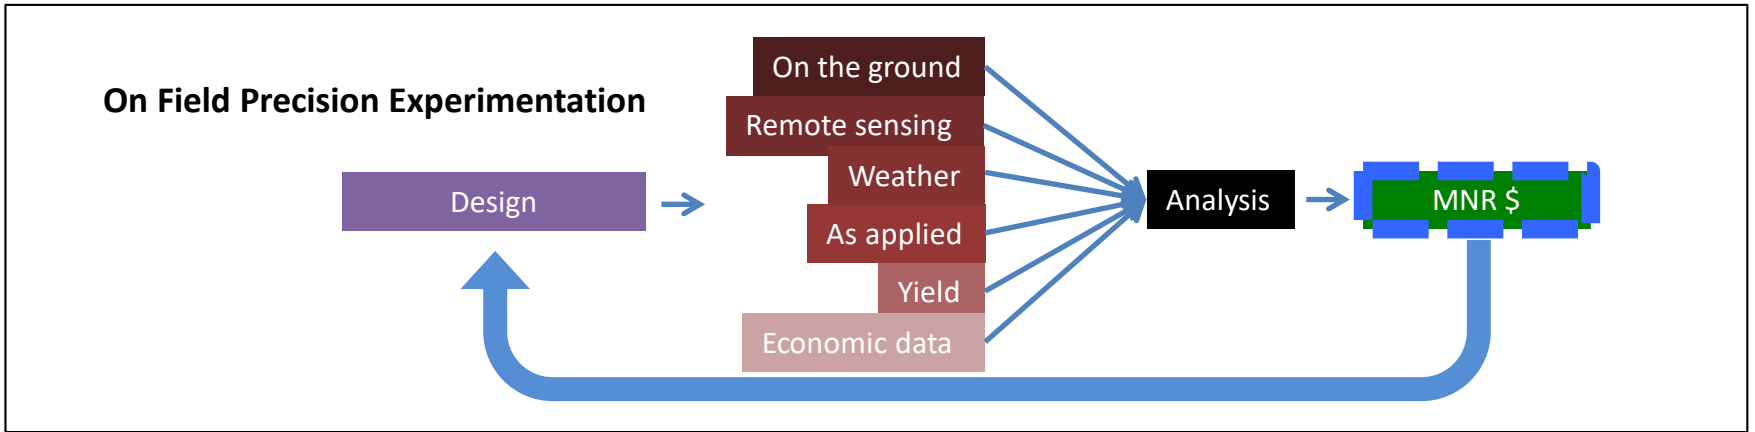 On Field Precision Experimentation
Design
On the ground
Remote sensing
Weather
As applied
Yield
Economic data
Analysis
MNR $